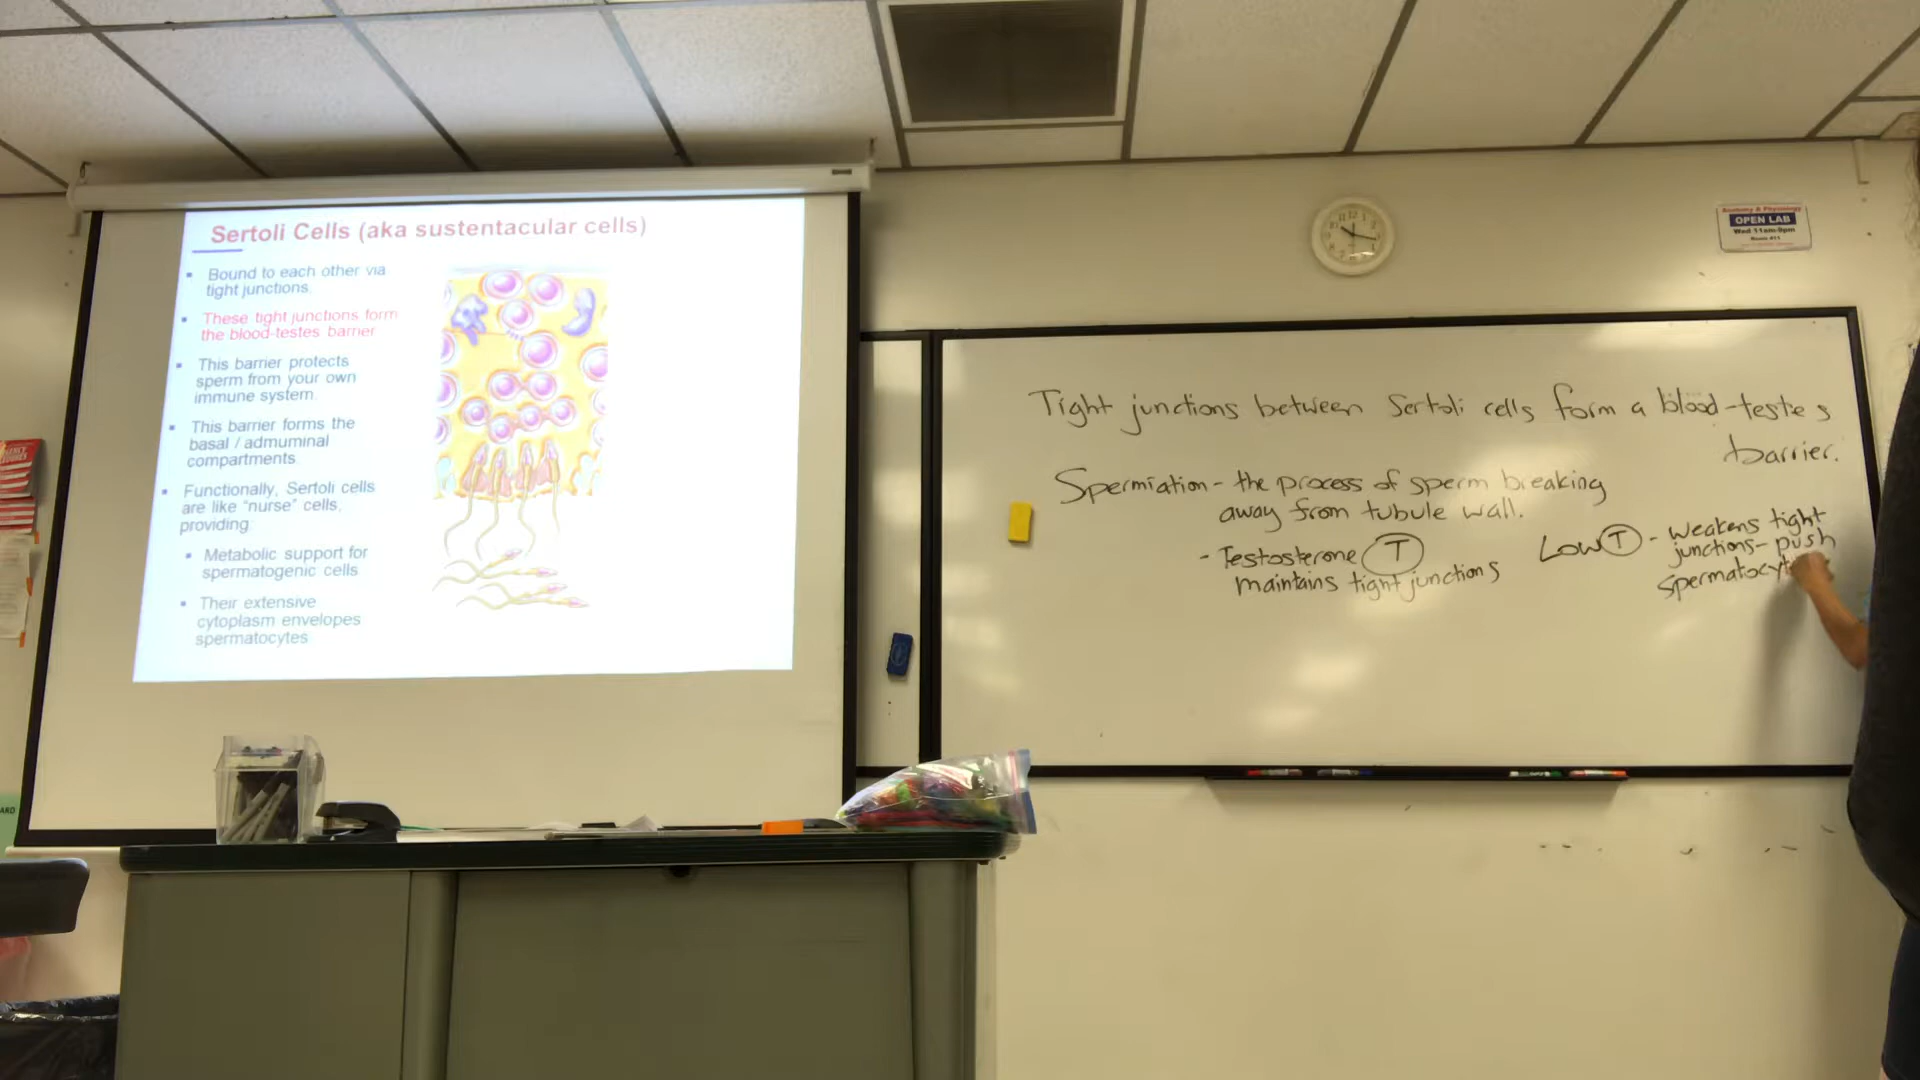 Sertoli Cells (aka sustentacular cells)
Bound to each other via
tight junctions.
These tight junctions form
the blood-testes barrier
This barrier protects
sperm from your own
immune system.
This barrier forms the
basal / admuminal
compartments
Functionally, Sertoli cells
are like "nurse" cells,
providing
Metabolic support for
spermatogenic cells
Their extensive
cytoplasm envelopes
spermatocytes
OPEN LAB
Wed 11am-9pm
Tight junctions between Sertoli cells form a blood-testes
barrier.
Spermiation - the process of sperm breaking
away from tubule wall.
- Testosterone T
maintains tight junctions
Low T - weakens tight
junctions - push